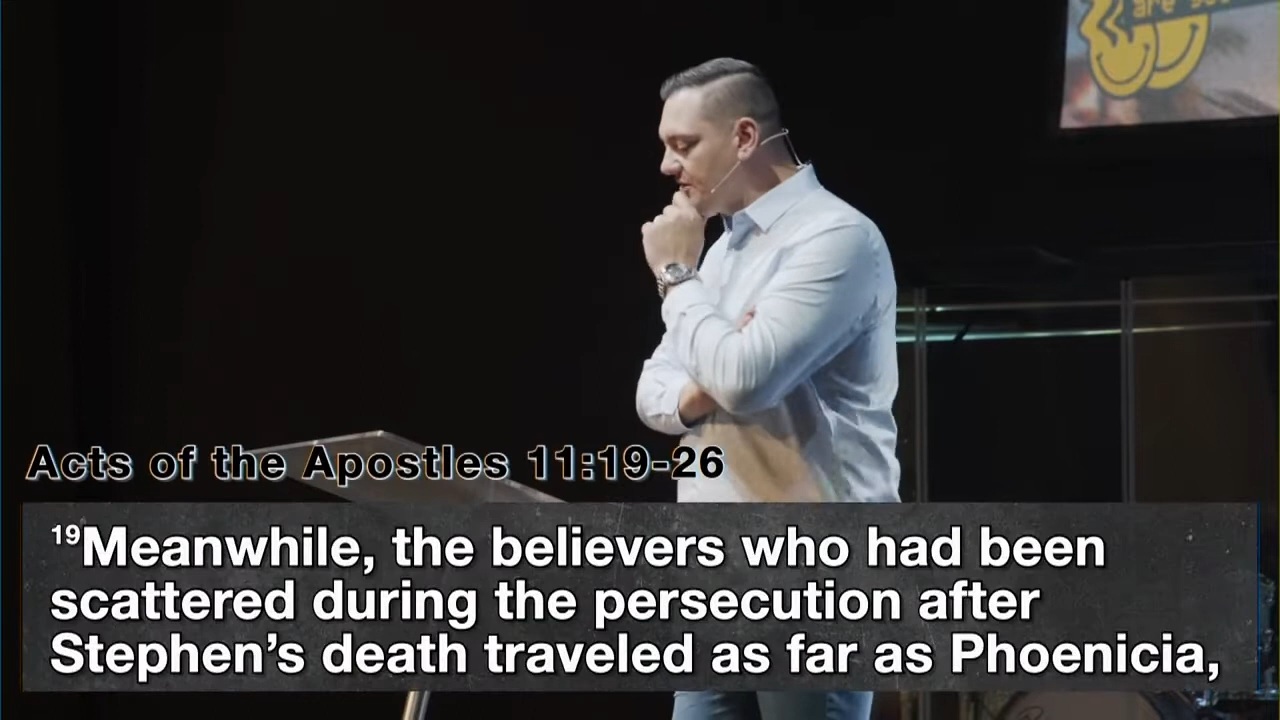 are
Acts of the Apostles 11:19-26
19Meanwhile, the believers who had been
scattered during the persecution after
Stephen’s death traveled as far as Phoenicia,